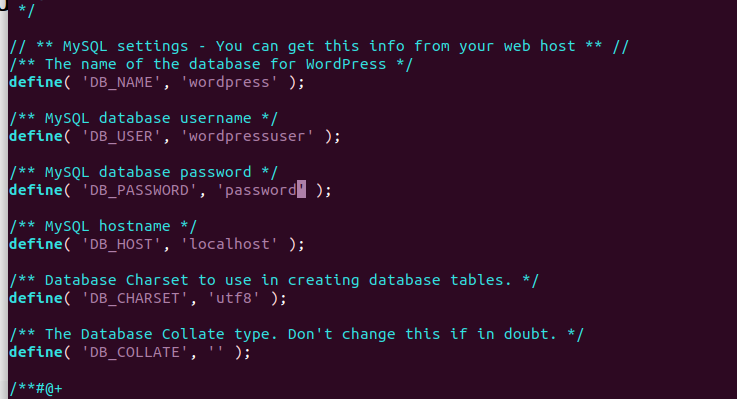 */
// ** MySQL settings - You can get this info from your web host ** //
/** The name of the database for WordPress */
define( 'DB_NAME', 'wordpress' );
/** MySQL database username */
define( 'DB_USER', 'wordpressuser' );
/** MySQL database password */
define( 'DB_PASSWORD', 'password' );
/** MySQL hostname */
define( 'DB_HOST', 'localhost' );
/** Database Charset to use in creating database tables. */
define( 'DB_CHARSET', 'utf8' );
/** The Database Collate type. Don't change this if in doubt. */
define( 'DB_COLLATE', '' );
/**#@+